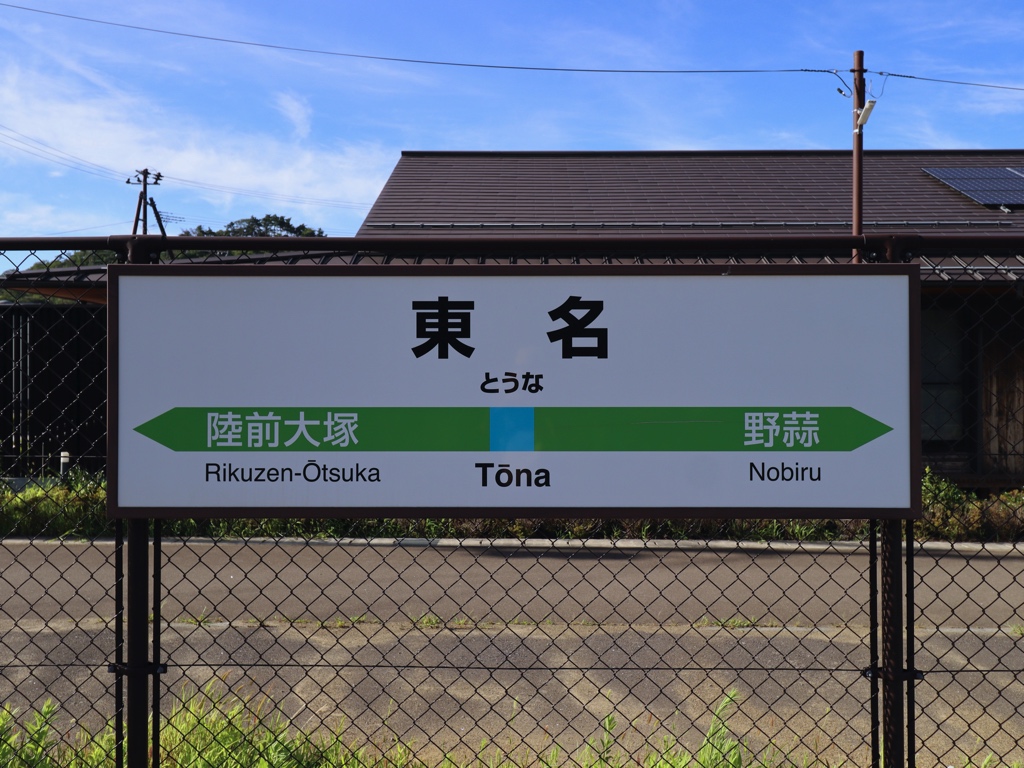 東名
とうな
陸前大塚 野蒜
Rikuzen-Ōtsuka Tōna Nobiru